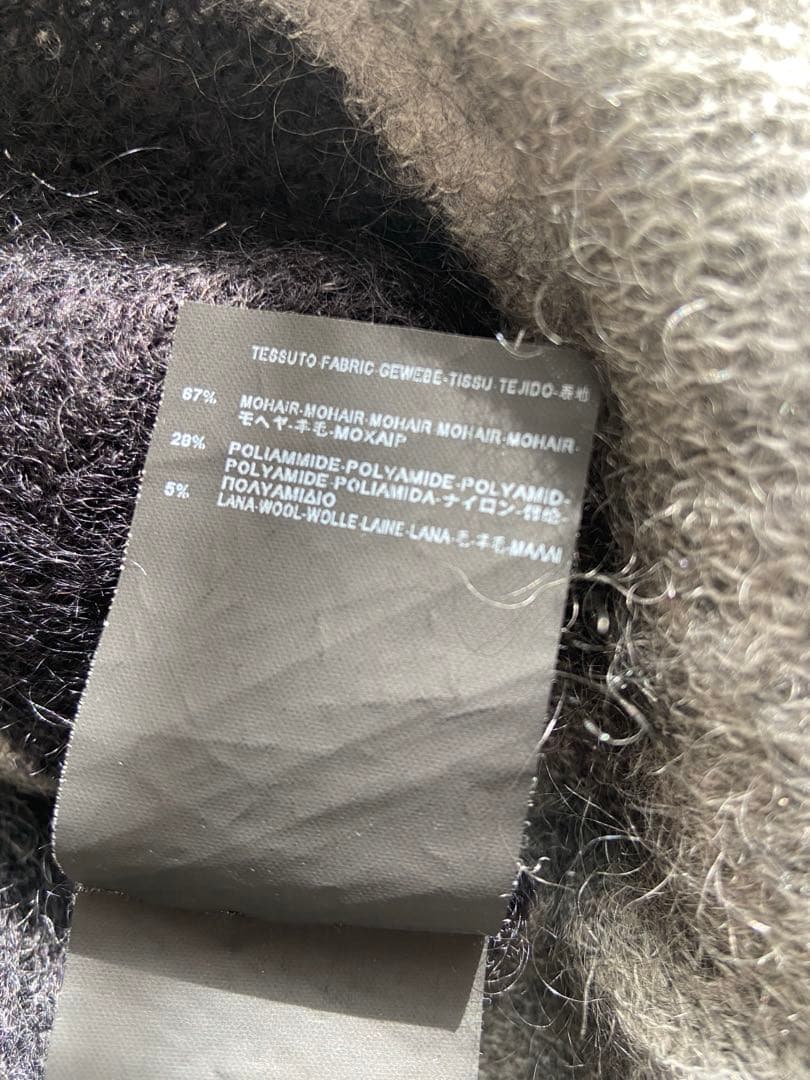 TESSUTO-FABRIC-GEWEBE-TISSU-TEJIDO-表地
67% MOHAIR-MOHAIR-MOHAIR MOHAIR-MOHAIR-
モヘヤ-羊毛-ΜΟΧΑΙΡ
28% POLIAMMIDE-POLYAMIDE-POLYAMID-
POLYAMIDE-POLIAMIDA-ナイロン-
ΠΟΛΥΑΜΙΔΙΟ
5% LANA-WOOL-WOLLE-LAINE-LANA-毛-羊毛-ΜΑΛΛΙ